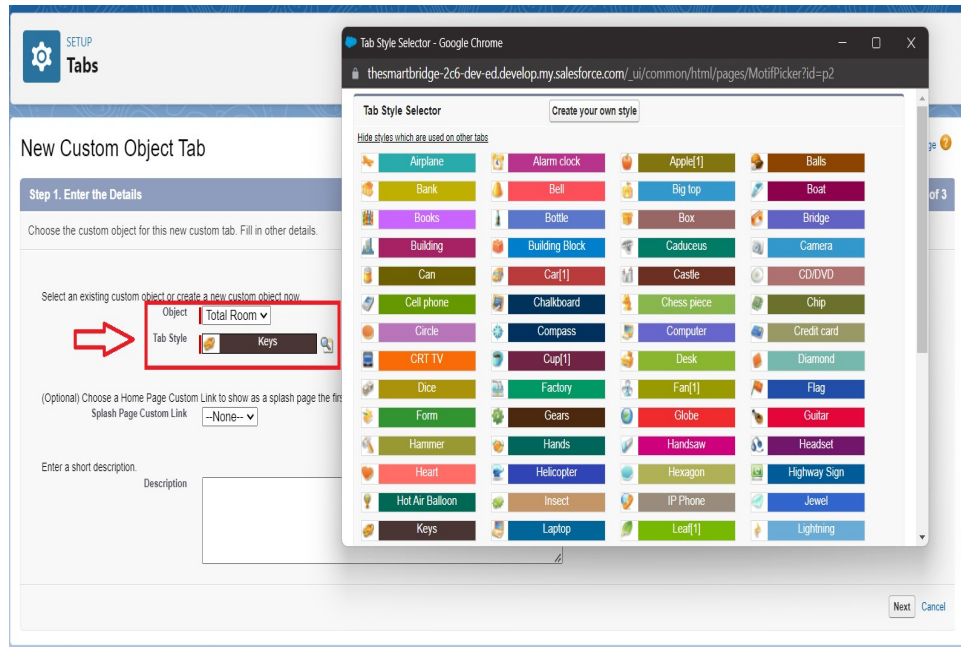 SETUP
Tabs
New Custom Object Tab
ge
Step 1. Enter the Details
of 3
Choose the custom object for this new custom tab. Fill in other details.
Select an existing custom object or create a new custom object now.
Object Total Room
Tab Style Keys
(Optional) Choose a Home Page Custom Link to show as a splash page the firs
Splash Page Custom Link --None--
Enter a short description.
Description
Next Cancel
Tab Style Selector - Google Chrome
thesmartbridge-2c6-dev-ed.develop.my.salesforce.com/_ui/common/html/pages/MotifPicker?id=p2
Tab Style Selector Create your own style
Hide styles which are used on other tabs
Airplane Alarm clock Apple[1] Balls
Bank Bell Big top Boat
Books Bottle Box Bridge
Building Building Block Caduceus Camera
Can Car[1] Castle CD/DVD
Cell phone Chalkboard Chess piece Chip
Circle Compass Computer Credit card
CRT TV Cup[1] Desk Diamond
Dice Factory Fan[1] Flag
Form Gears Globe Guitar
Hammer Hands Handsaw Headset
Heart Helicopter Hexagon Highway Sign
Hot Air Balloon Insect IP Phone Jewel
Keys Laptop Leaf[1] Lightning